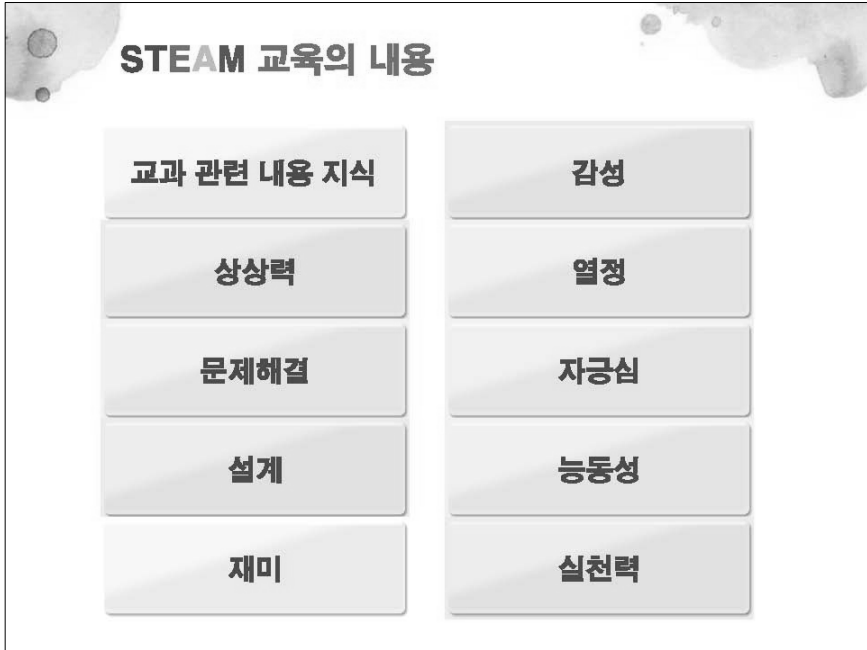 STEAM 교육의 내용
교과 관련 내용 지식
감성
상상력
열정
문제해결
자긍심
설계
능동성
재미
실천력